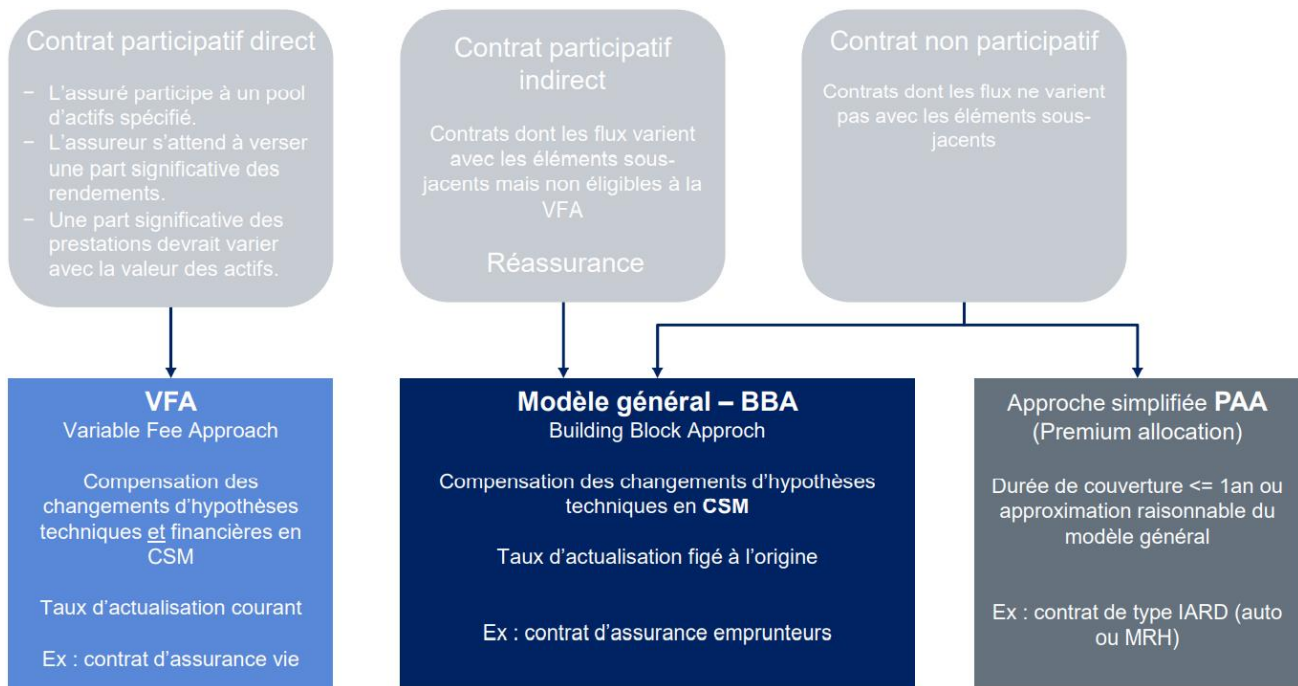 Contrat participatif direct
− L'assuré participe à un pool
d'actifs spécifié.
− L'assureur s'attend à verser
une part significative des
rendements.
− Une part significative des
prestations devrait varier
avec la valeur des actifs.
Contrat participatif
indirect
Contrats dont les flux varient
avec les éléments sous-
jacents mais non éligibles à la
VFA
Réassurance
Contrat non participatif
Contrats dont les flux ne varient
pas avec les éléments sous-
jacents
VFA
Variable Fee Approach
Compensation des
changements d'hypothèses
techniques et financières en
CSM
Taux d'actualisation courant
Ex : contrat d'assurance vie
Modèle général – BBA
Building Block Approch
Compensation des changements d'hypothèses
techniques en CSM
Taux d'actualisation figé à l'origine
Ex : contrat d'assurance emprunteurs
Approche simplifiée PAA
(Premium allocation)
Durée de couverture <= 1an ou
approximation raisonnable du
modèle général
Ex : contrat de type IARD (auto
ou MRH)